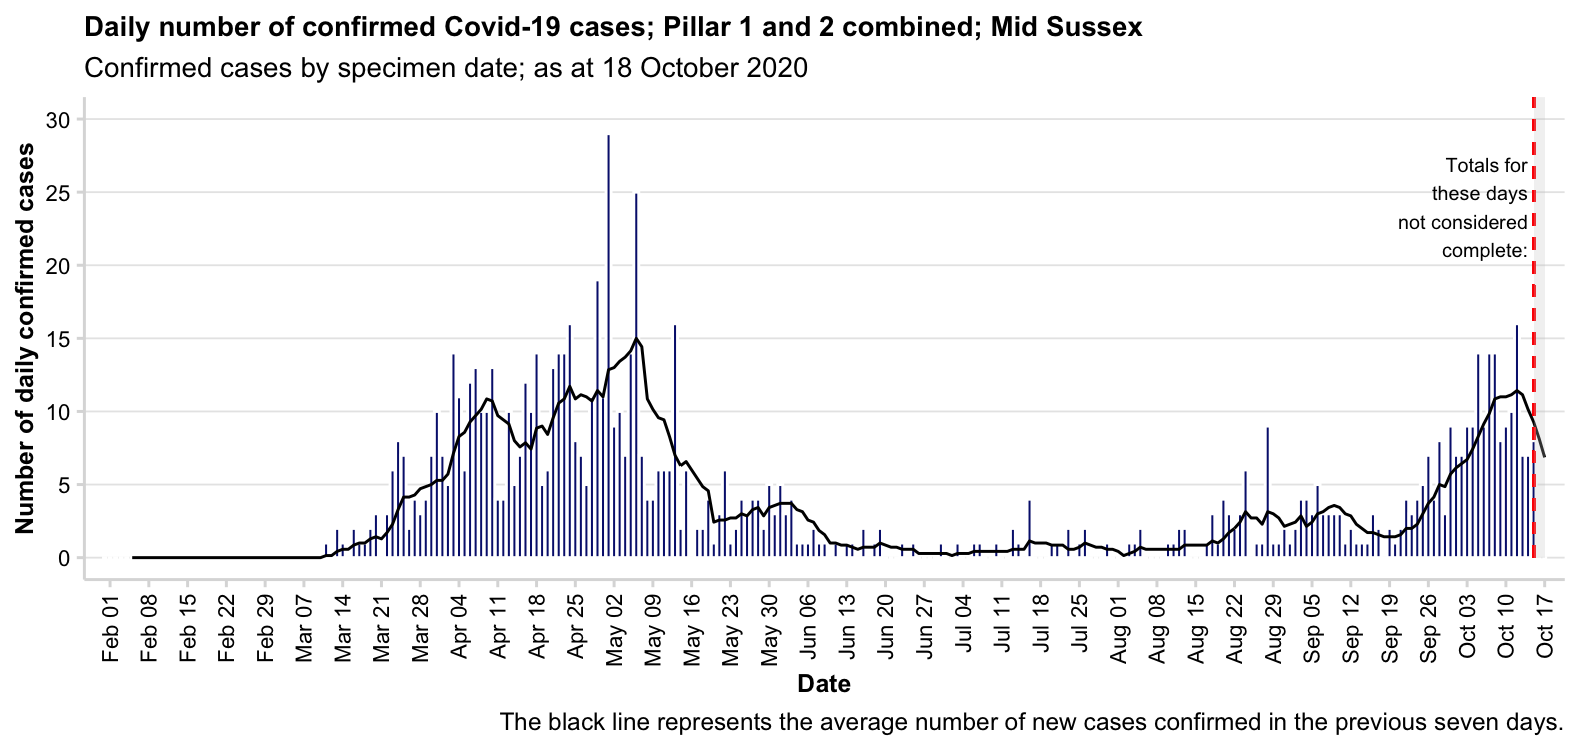 Daily number of confirmed Covid-19 cases; Pillar 1 and 2 combined; Mid Sussex
Confirmed cases by specimen date; as at 18 October 2020
Number of daily confirmed cases
30
25
20
15
10
5
0
Totals for
these days
not considered
complete:
Feb 01
Feb 08
Feb 15
Feb 22
Feb 29
Mar 07
Mar 14
Mar 21
Mar 28
Apr 04
Apr 11
Apr 18
Apr 25
May 02
May 09
May 16
May 23
May 30
Jun 06
Jun 13
Jun 20
Jun 27
Jul 04
Jul 11
Jul 18
Jul 25
Aug 01
Aug 08
Aug 15
Aug 22
Aug 29
Sep 05
Sep 12
Sep 19
Sep 26
Oct 03
Oct 10
Oct 17
Date
The black line represents the average number of new cases confirmed in the previous seven days.